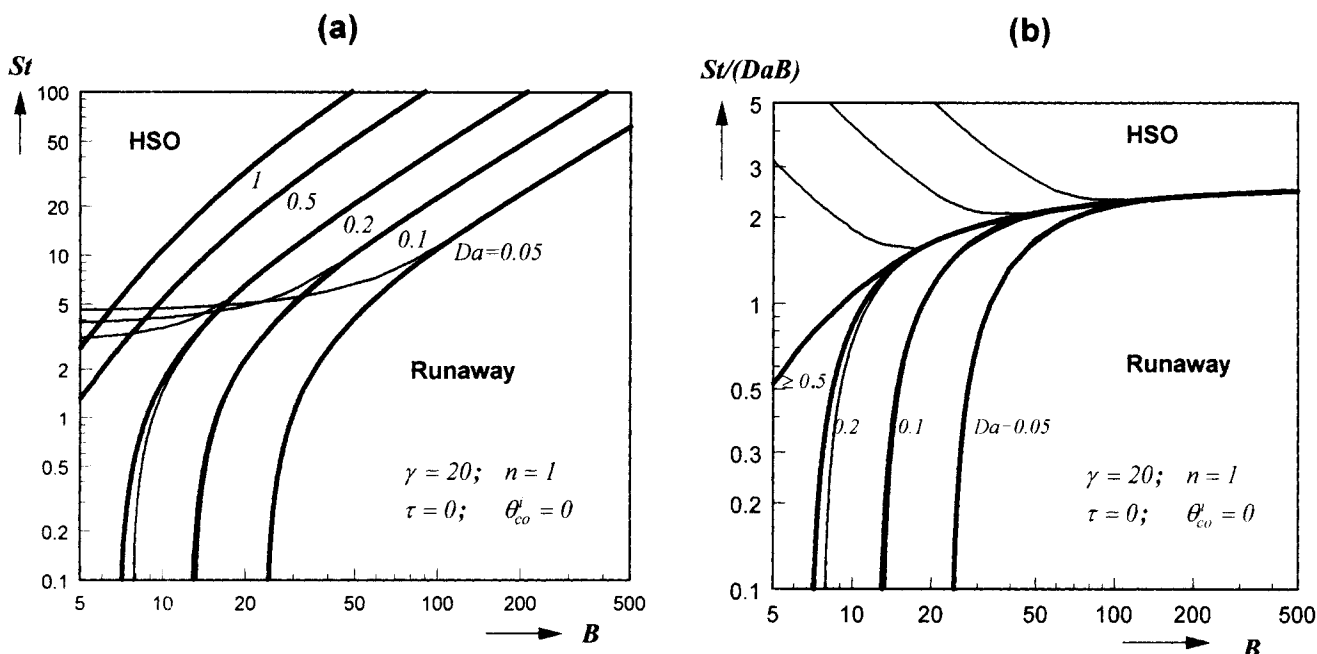 (a)
St
100
50
20
10
5
2
1
0.5
0.2
0.1
HSO
1
0.5
0.2
0.1
Da=0.05
Runaway
γ = 20; n = 1
τ = 0; θⁱco = 0
5 10 20 50 100 200 500
B
(b)
St/(DaB)
5
3
2
1
0.5
0.3
0.2
0.1
HSO
≥ 0.5
0.2
0.1
Da=0.05
Runaway
γ = 20; n = 1
τ = 0; θⁱco = 0
5 10 20 50 100 200 500
B